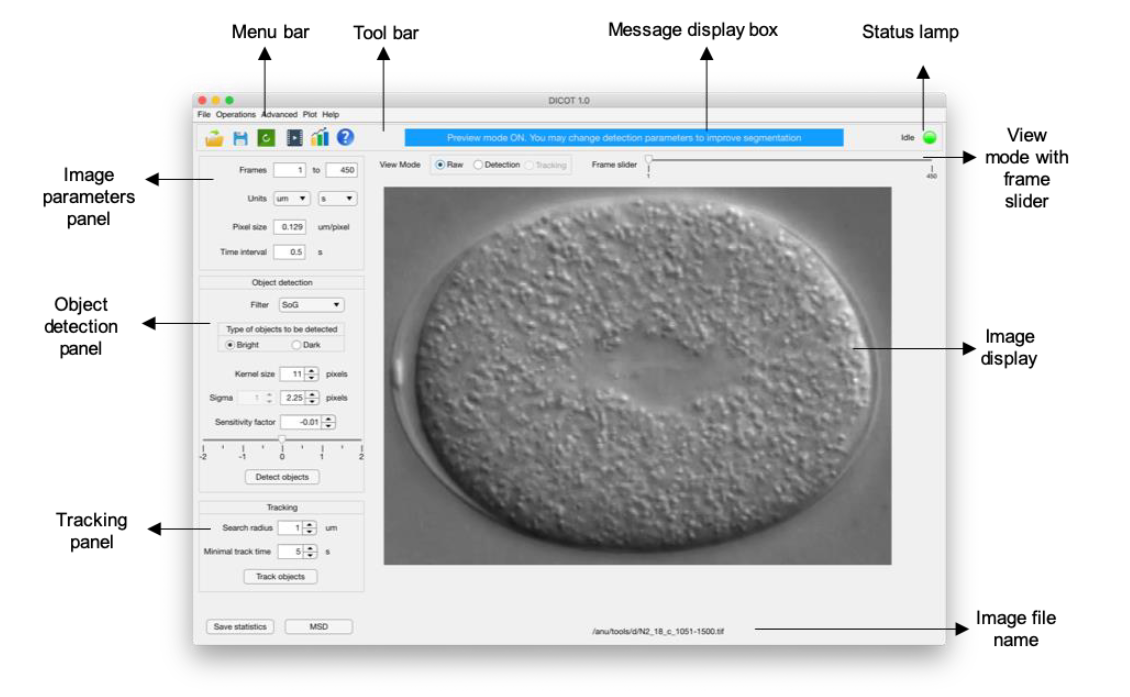 Menu bar
Tool bar
Message display box
Status lamp
DICOT 1.0
File Operations Advanced Plot Help
Preview mode ON. You may change detection parameters to improve segmentation
Idle
View
mode with
frame
slider
Image
parameters
panel
Frames 1 to 450
View Mode Raw Detection Tracking Frame slider
1 450
Units um s
Pixel size 0.129 um/pixel
Time interval 0.5 s
Object
detection
panel
Object detection
Filter SoG
Type of objects to be detected
Bright Dark
Kernel size 11 pixels
Sigma 1 2.25 pixels
Sensitivity factor -0.01
-2 -1 0 1 2
Detect objects
Image
display
Tracking
panel
Tracking
Search radius 1 um
Minimal track time 5 s
Track objects
Save statistics MSD
/anu/tools/d/N2_18_c_1051-1500.tif
Image file
name